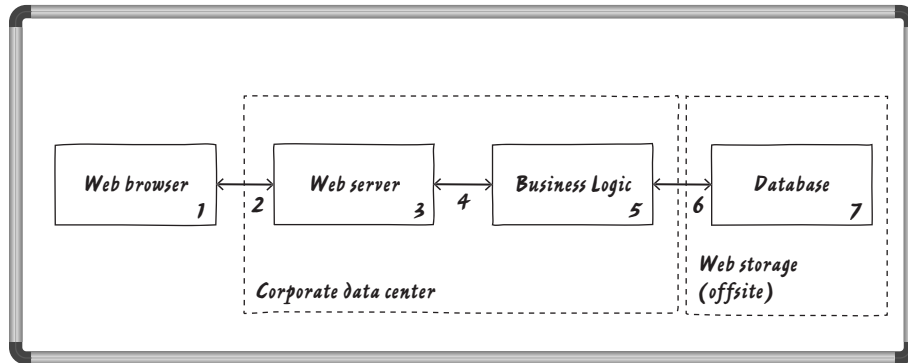 Web browser
1
2
Web server
3
4
Business Logic
5
6
Database
7
Corporate data center
Web storage
(offsite)